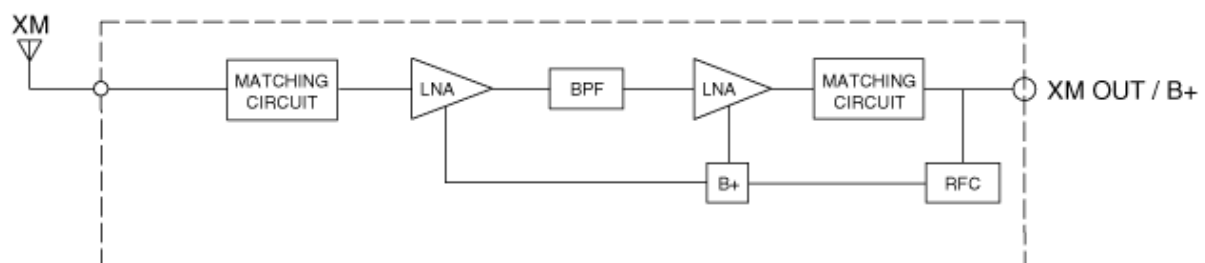 XM
MATCHING
CIRCUIT
LNA
BPF
LNA
MATCHING
CIRCUIT
XM OUT / B+
B+
RFC